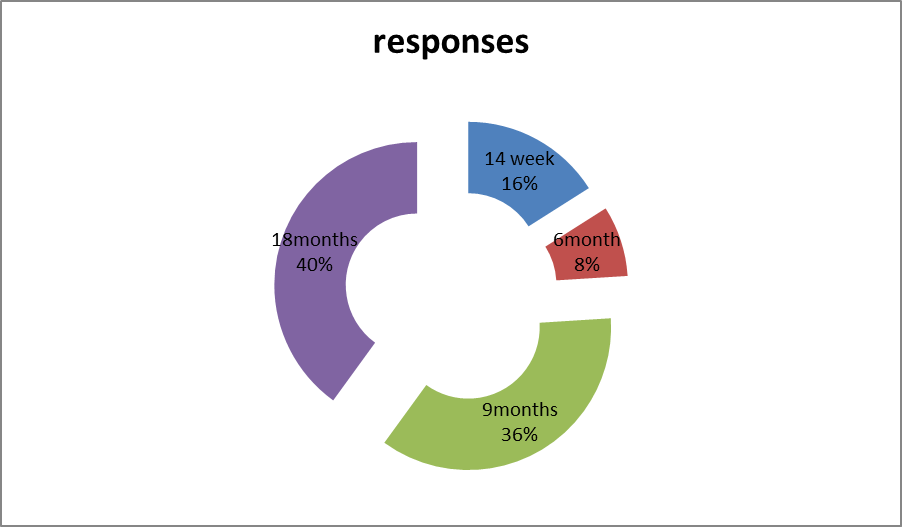 responses
14 week
16%
6month
8%
9months
36%
18months
40%